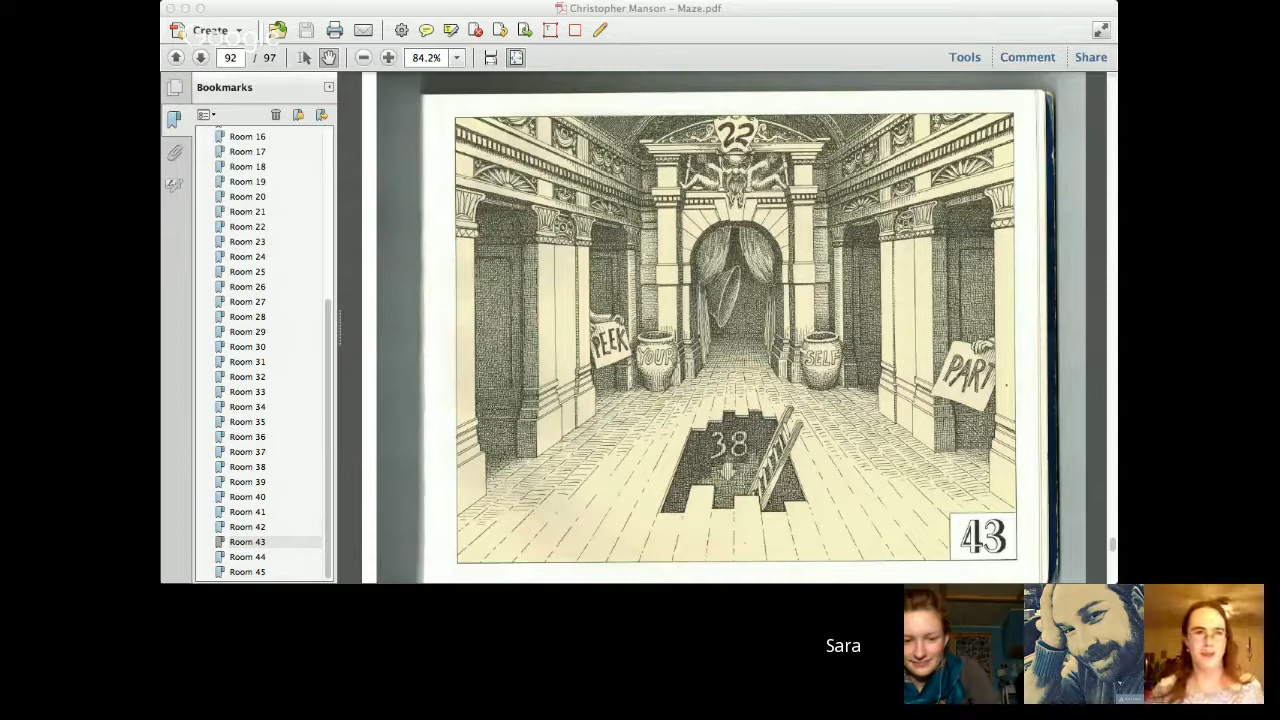 Christopher Manson - Maze.pdf
Create
Google
92 / 97
84.2%
Tools
Comment
Share
Bookmarks
Room 16
Room 17
Room 18
Room 19
Room 20
Room 21
Room 22
Room 23
Room 24
Room 25
Room 26
Room 27
Room 28
Room 29
Room 30
Room 31
Room 32
Room 33
Room 34
Room 35
Room 36
Room 37
Room 38
Room 39
Room 40
Room 41
Room 42
Room 43
Room 44
Room 45
22
PEEK
YOUR
SELF
PART
38
43
Sara